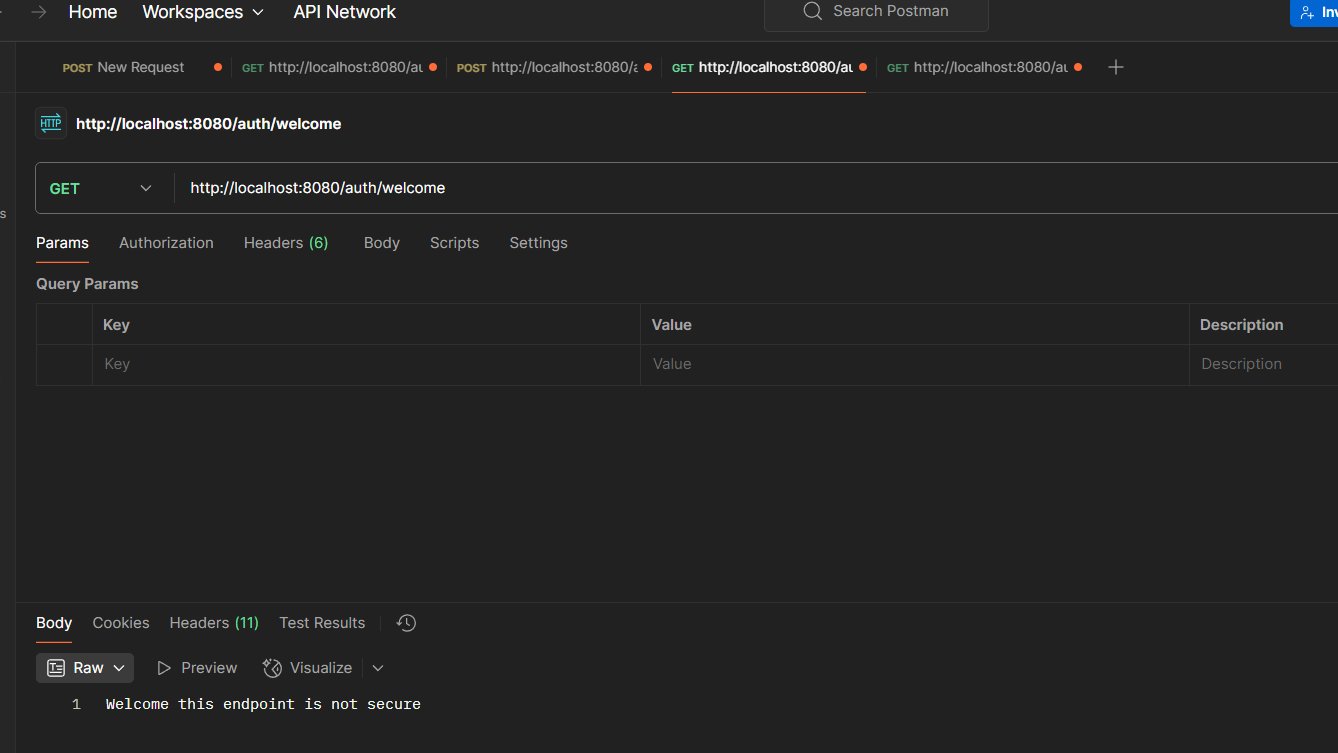 Home Workspaces API Network Search Postman Inv
POST New Request GET http://localhost:8080/au POST http://localhost:8080/a GET http://localhost:8080/au GET http://localhost:8080/au
HTTP http://localhost:8080/auth/welcome
GET http://localhost:8080/auth/welcome
s
Params Authorization Headers (6) Body Scripts Settings
Query Params
Key Value Description
Key Value Description
Body Cookies Headers (11) Test Results
Raw Preview Visualize
1 Welcome this endpoint is not secure